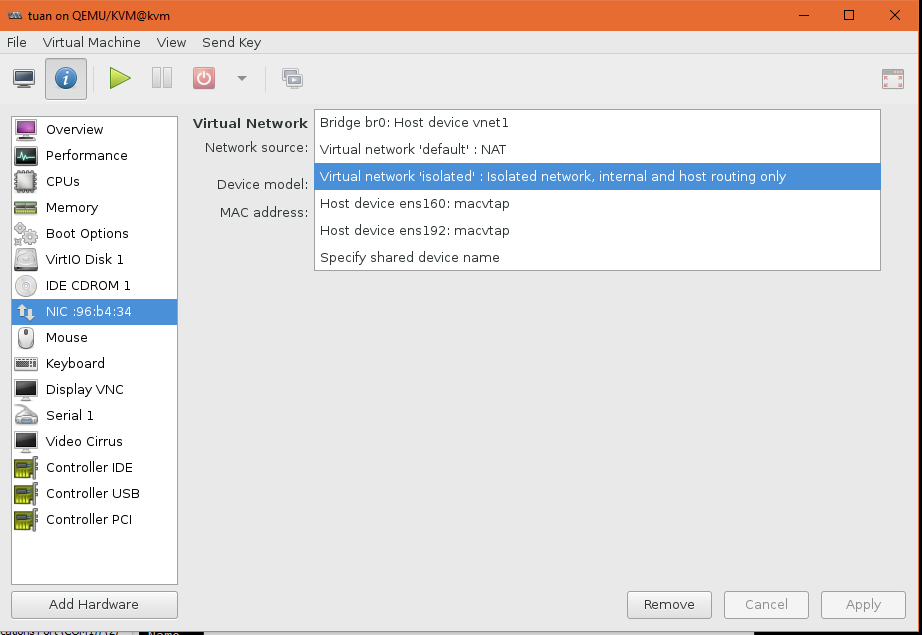 tuan on QEMU/KVM@kvm
File Virtual Machine View Send Key
Overview
Performance
CPUs
Memory
Boot Options
VirtIO Disk 1
IDE CDROM 1
NIC :96:b4:34
Mouse
Keyboard
Display VNC
Serial 1
Video Cirrus
Controller IDE
Controller USB
Controller PCI
Add Hardware
Virtual Network
Network source:
Device model:
MAC address:
Bridge br0: Host device vnet1
Virtual network 'default' : NAT
Virtual network 'isolated' : Isolated network, internal and host routing only
Host device ens160: macvtap
Host device ens192: macvtap
Specify shared device name
Remove Cancel Apply